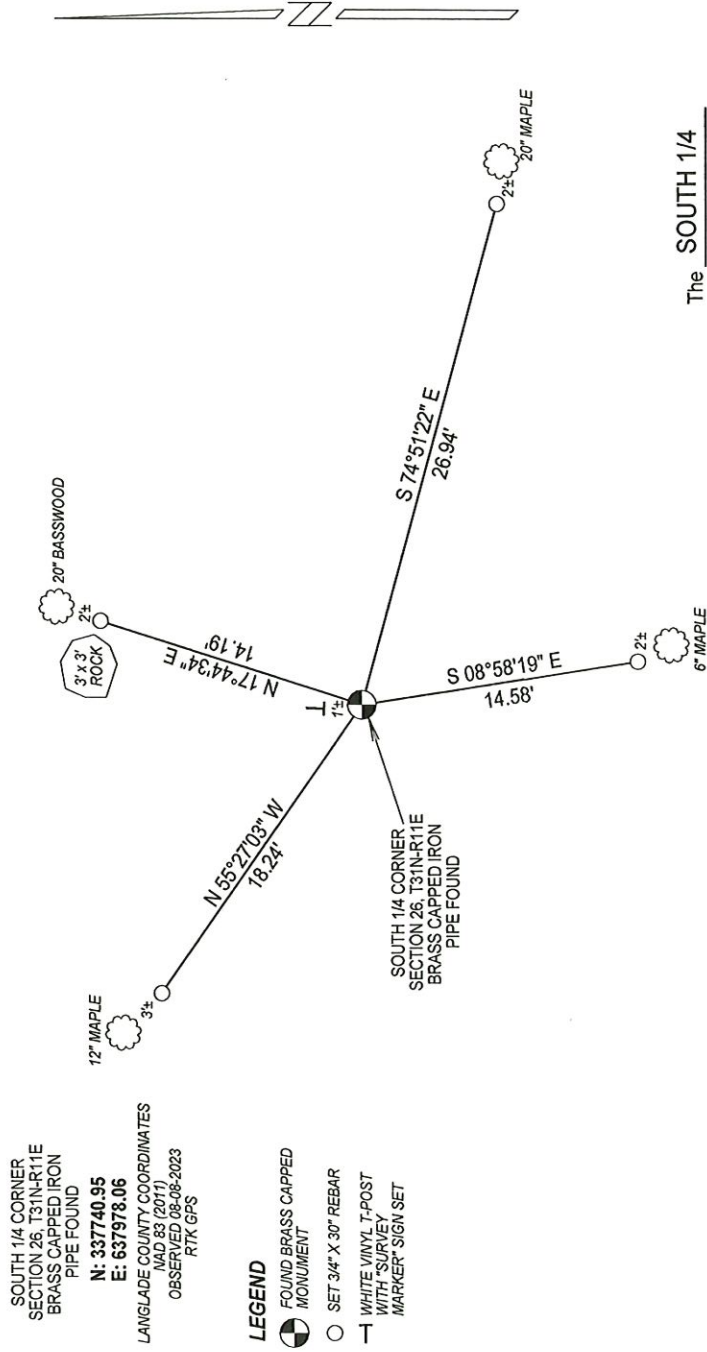 SOUTH 1/4 CORNER
SECTION 26, T31N-R11E
BRASS CAPPED IRON
PIPE FOUND
N: 337740.95
E: 637978.06
LANGLADE COUNTY COORDINATES
NAD 83 (2011)
OBSERVED 08-08-2023
RTK GPS
LEGEND
FOUND BRASS CAPPED
MONUMENT
SET 3/4" X 30" REBAR
T WHITE VINYL T-POST
WITH "SURVEY
MARKER" SIGN SET
12" MAPLE
3'±
N 55°27'03" W
18.24'
20" BASSWOOD
2'±
3' x 3'
ROCK
N 17°44'34" E
14.19'
T
1'±
S 74°51'22" E
26.94'
2'±
20" MAPLE
S 08°58'19" E
14.58'
2'±
6" MAPLE
SOUTH 1/4 CORNER
SECTION 26, T31N-R11E
BRASS CAPPED IRON
PIPE FOUND
N
The SOUTH 1/4